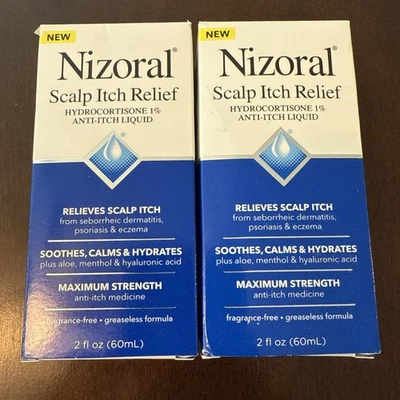 NEW
Nizoral®
Scalp Itch Relief
HYDROCORTISONE 1%
ANTI-ITCH LIQUID
®
RELIEVES SCALP ITCH
from seborrheic dermatitis,
psoriasis & eczema
SOOTHES, CALMS & HYDRATES
plus aloe, menthol & hyaluronic acid
MAXIMUM STRENGTH
anti-itch medicine
fragrance-free • greaseless formula
2 fl oz (60mL)
NEW
Nizoral®
Scalp Itch Relief
HYDROCORTISONE 1%
ANTI-ITCH LIQUID
®
RELIEVES SCALP ITCH
from seborrheic dermatitis,
psoriasis & eczema
SOOTHES, CALMS & HYDRATES
plus aloe, menthol & hyaluronic acid
MAXIMUM STRENGTH
anti-itch medicine
fragrance-free • greaseless formula
2 fl oz (60mL)